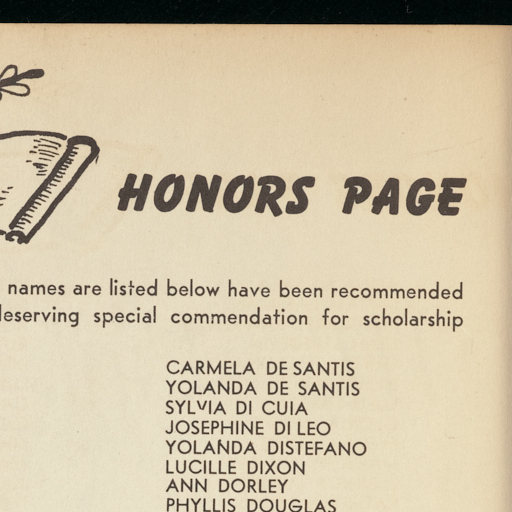 HONORS PAGE
names are listed below have been recommended
deserving special commendation for scholarship
CARMELA DE SANTIS
YOLANDA DE SANTIS
SYLVIA DI CUIA
JOSEPHINE DI LEO
YOLANDA DISTEFANO
LUCILLE DIXON
ANN DORLEY
PHYLLIS DOUGLAS